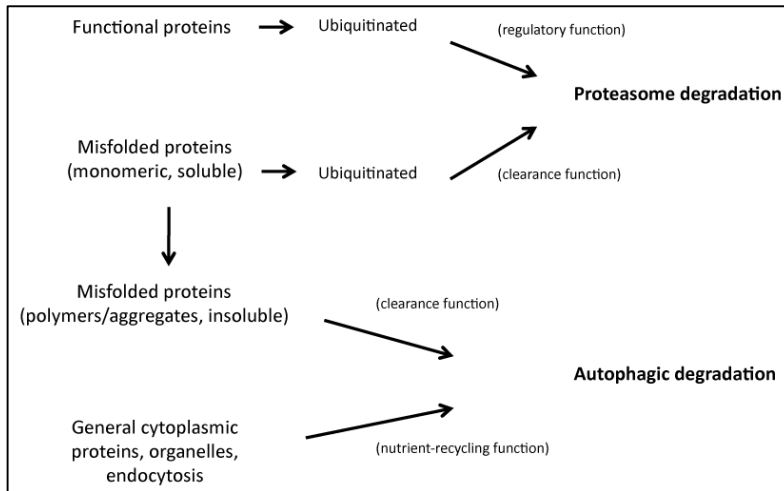 Functional proteins
Ubiquitinated
(regulatory function)
Proteasome degradation
Misfolded proteins
(monomeric, soluble)
Ubiquitinated
(clearance function)
Misfolded proteins
(polymers/aggregates, insoluble)
(clearance function)
Autophagic degradation
General cytoplasmic
proteins, organelles,
endocytosis
(nutrient-recycling function)